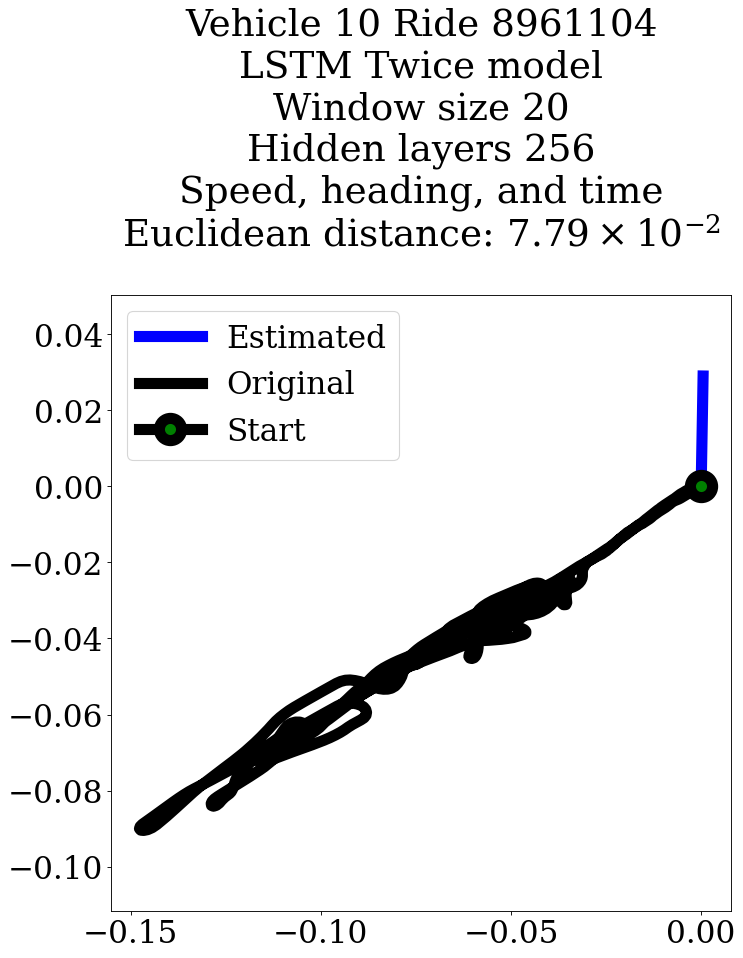 Vehicle 10 Ride 8961104
LSTM Twice model
Window size 20
Hidden layers 256
Speed, heading, and time
Euclidean distance: 7.79 × 10⁻²
Estimated
Original
Start
0.04
0.02
0.00
−0.02
−0.04
−0.06
−0.08
−0.10
−0.15 −0.10 −0.05 0.00